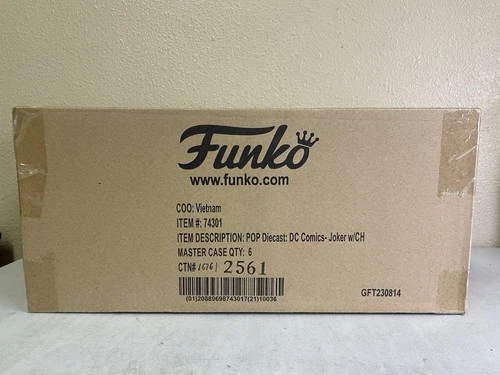 Funko
www.funko.com
COO: Vietnam
ITEM #: 74301
ITEM DESCRIPTION: POP Diecast: DC Comics- Joker w/CH
MASTER CASE QTY: 6
CTN# 1676/ 2561
(01)20889698743017(21)10036
GFT230814